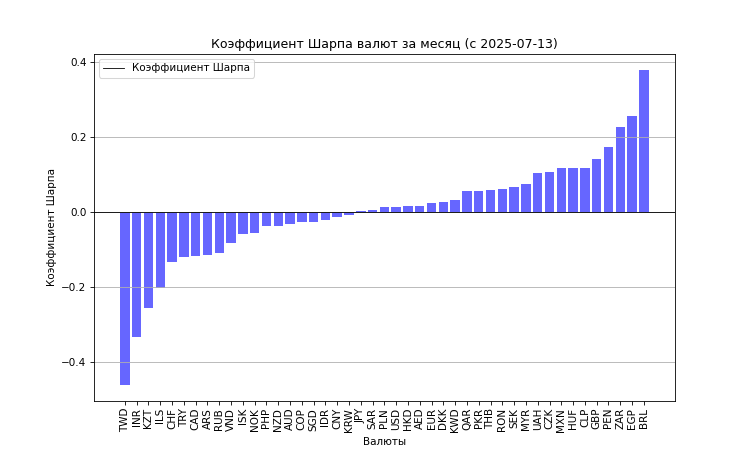 Коэффициент Шарпа валют за месяц (с 2025-07-13)
Коэффициент Шарпа
Коэффициент Шарпа
0.4
0.2
0.0
−0.2
−0.4
TWD INR KZT ILS CHF TRY CAD ARS RUB VND ISK NOK PHP NZD AUD COP SGD IDR CNY KRW JPY SAR PLN USD HKD AED EUR DKK KWD QAR PKR THB RON SEK MYR UAH CZK MXN HUF CLP GBP PEN ZAR EGP BRL
Валюты